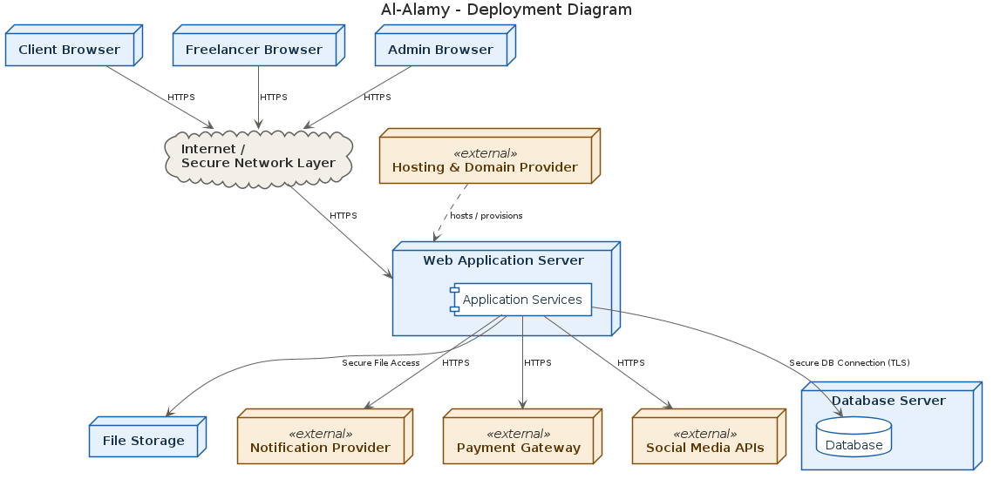 Al-Alamy - Deployment Diagram
Client Browser
Freelancer Browser
Admin Browser
HTTPS
HTTPS
HTTPS
Internet /
Secure Network Layer
«external»
Hosting & Domain Provider
HTTPS
hosts / provisions
Web Application Server
Application Services
Secure File Access
HTTPS
HTTPS
HTTPS
Secure DB Connection (TLS)
File Storage
«external»
Notification Provider
«external»
Payment Gateway
«external»
Social Media APIs
Database Server
Database